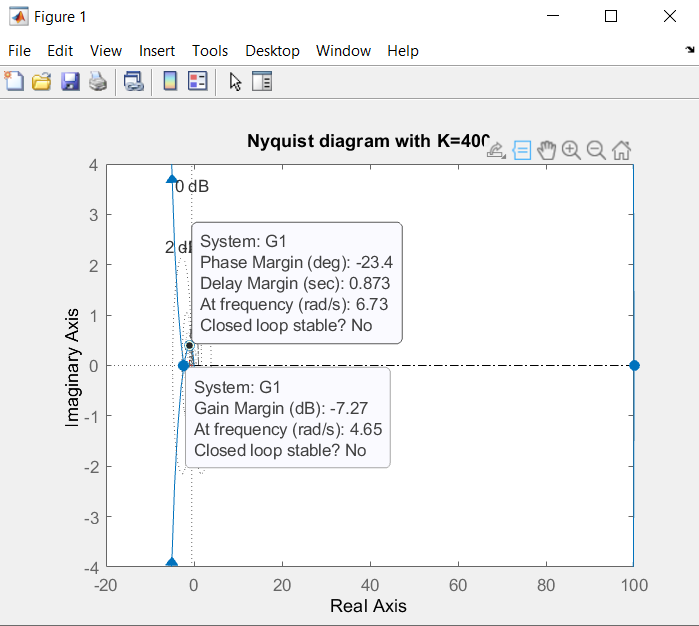 Figure 1
File Edit View Insert Tools Desktop Window Help
Nyquist diagram with K=400
4
3
2
1
0
-1
-2
-3
-4
Imaginary Axis
0 dB
2 dB
System: G1
Phase Margin (deg): -23.4
Delay Margin (sec): 0.873
At frequency (rad/s): 6.73
Closed loop stable? No
System: G1
Gain Margin (dB): -7.27
At frequency (rad/s): 4.65
Closed loop stable? No
-20 0 20 40 60 80 100
Real Axis